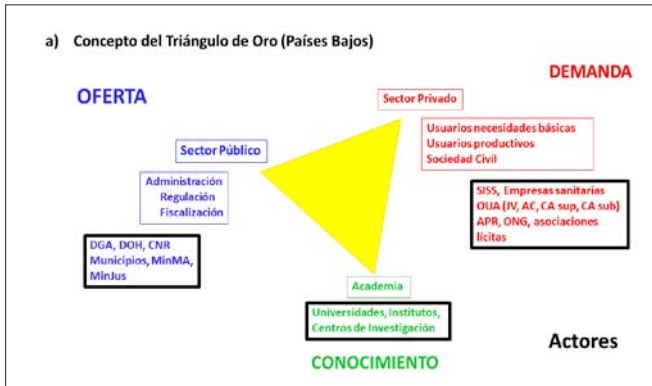 a) Concepto del Triángulo de Oro (Países Bajos)
DEMANDA
OFERTA
Sector Privado
Usuarios necesidades básicas
Usuarios productivos
Sociedad Civil
Sector Público
Administración
Regulación
Fiscalización
SISS, Empresas sanitarias
OUA (JV, AC, CA sup, CA sub)
APR, ONG, asociaciones
lícitas
DGA, DOH, CNR
Municipios, MinMA,
MinJus
Academia
Universidades, Institutos,
Centros de Investigación
Actores
CONOCIMIENTO